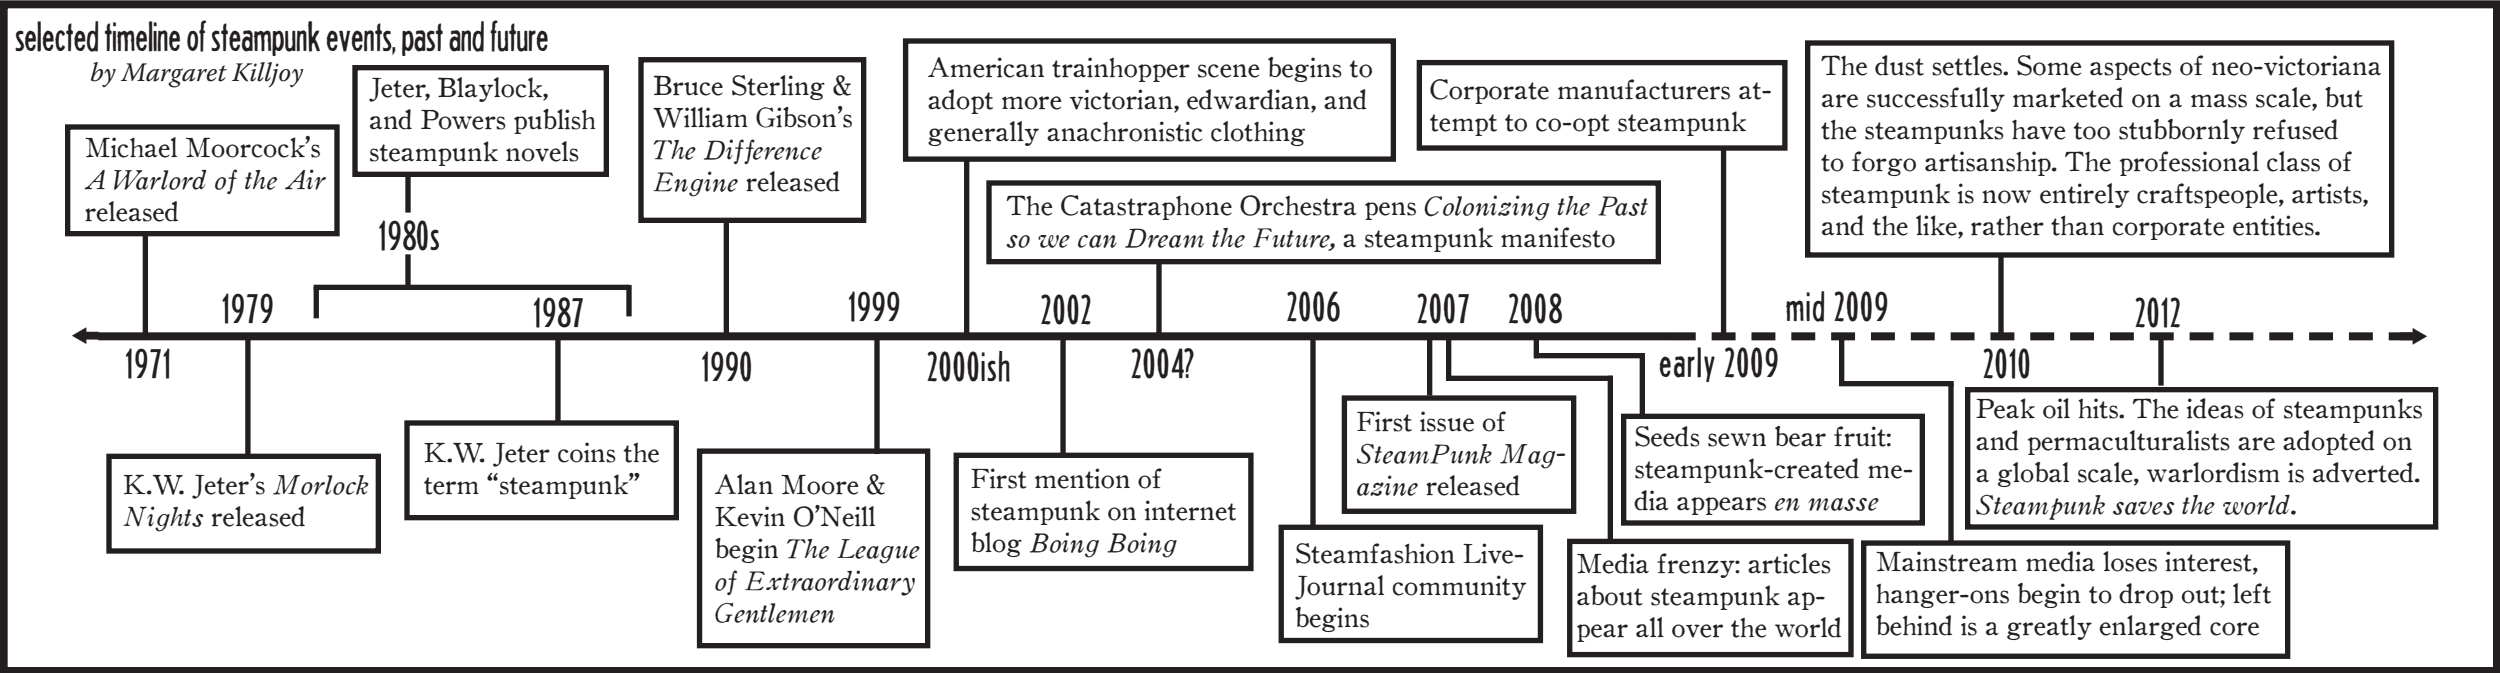 selected timeline of steampunk events, past and future
by Margaret Killjoy
Michael Moorcock's
A Warlord of the Air
released
1971
1979
K.W. Jeter's Morlock
Nights released
Jeter, Blaylock,
and Powers publish
steampunk novels
1980s
1987
K.W. Jeter coins the
term “steampunk”
Bruce Sterling &
William Gibson's
The Difference
Engine released
1990
1999
Alan Moore &
Kevin O'Neill
begin The League
of Extraordinary
Gentlemen
American trainhopper scene begins to
adopt more victorian, edwardian, and
generally anachronistic clothing
2000ish
2002
First mention of
steampunk on internet
blog Boing Boing
The Catastraphone Orchestra pens Colonizing the Past
so we can Dream the Future, a steampunk manifesto
2004?
2006
Steamfashion Live-
Journal community
begins
2007
First issue of
SteamPunk Mag-
azine released
Media frenzy: articles
about steampunk ap-
pear all over the world
2008
Seeds sewn bear fruit:
steampunk-created me-
dia appears en masse
Corporate manufacturers at-
tempt to co-opt steampunk
early 2009
mid 2009
Mainstream media loses interest,
hanger-ons begin to drop out; left
behind is a greatly enlarged core
The dust settles. Some aspects of neo-victoriana
are successfully marketed on a mass scale, but
the steampunks have too stubbornly refused
to forgo artisanship. The professional class of
steampunk is now entirely craftspeople, artists,
and the like, rather than corporate entities.
2010
2012
Peak oil hits. The ideas of steampunks
and permaculturalists are adopted on
a global scale, warlordism is adverted.
Steampunk saves the world.